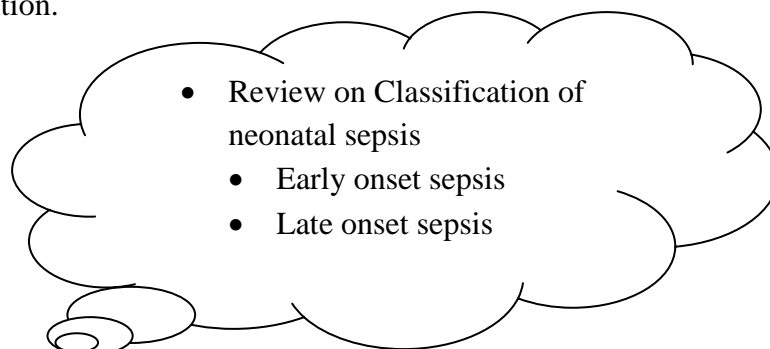 tion.
• Review on Classification of
neonatal sepsis
• Early onset sepsis
• Late onset sepsis